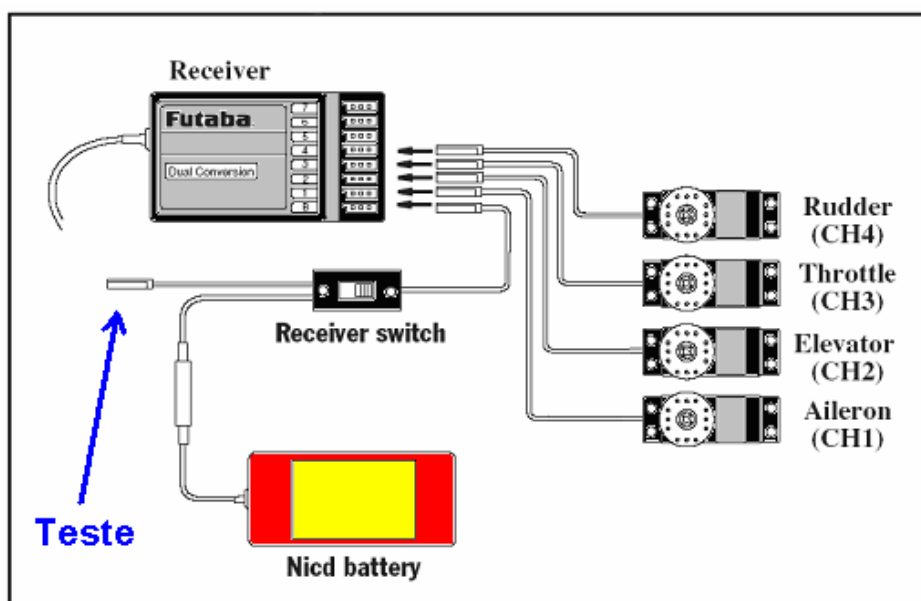 Receiver
Futaba
Dual Conversion
7
6
5
4
3
2
1
8
Rudder
(CH4)
Throttle
(CH3)
Elevator
(CH2)
Aileron
(CH1)
Receiver switch
Teste
Nicd battery